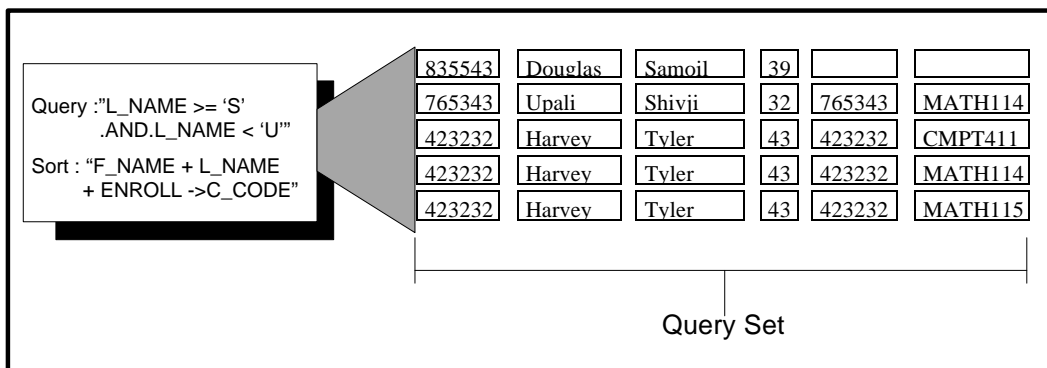 Query :"L_NAME >= ‘S’
.AND.L_NAME < ‘U’”
Sort : “F_NAME + L_NAME
+ ENROLL ->C_CODE”
835543 Douglas Samoil 39
765343 Upali Shivji 32 765343 MATH114
423232 Harvey Tyler 43 423232 CMPT411
423232 Harvey Tyler 43 423232 MATH114
423232 Harvey Tyler 43 423232 MATH115
Query Set